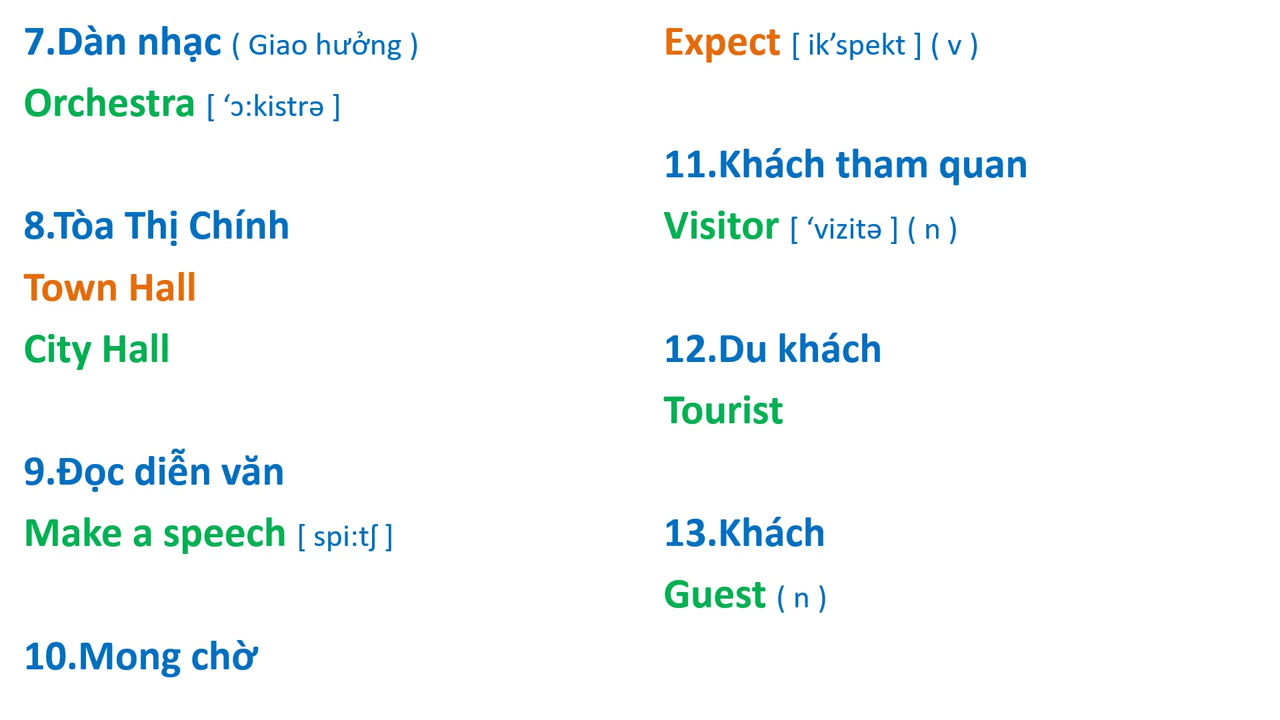 7.Dàn nhạc ( Giao hưởng )
Orchestra [ ‘ɔ:kistrə ]
8.Tòa Thị Chính
Town Hall
City Hall
9.Đọc diễn văn
Make a speech [ spi:tʃ ]
10.Mong chờ
Expect [ ik’spekt ] ( v )
11.Khách tham quan
Visitor [ ‘vizitə ] ( n )
12.Du khách
Tourist
13.Khách
Guest ( n )